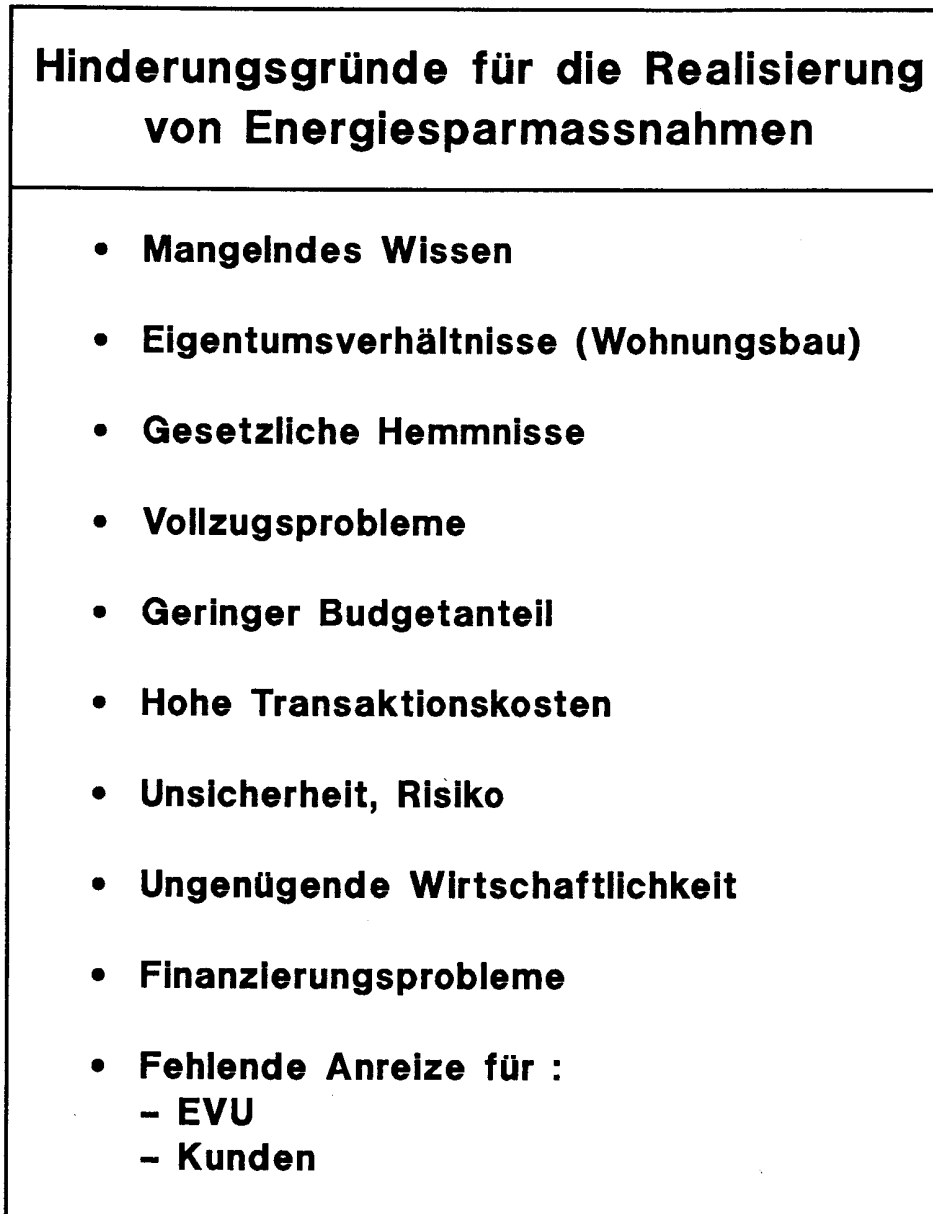 Hinderungsgründe für die Realisierung
von Energiesparmassnahmen
• Mangelndes Wissen
• Eigentumsverhältnisse (Wohnungsbau)
• Gesetzliche Hemmnisse
• Vollzugsprobleme
• Geringer Budgetanteil
• Hohe Transaktionskosten
• Unsicherheit, Risiko
• Ungenügende Wirtschaftlichkeit
• Finanzierungsprobleme
• Fehlende Anreize für :
– EVU
– Kunden